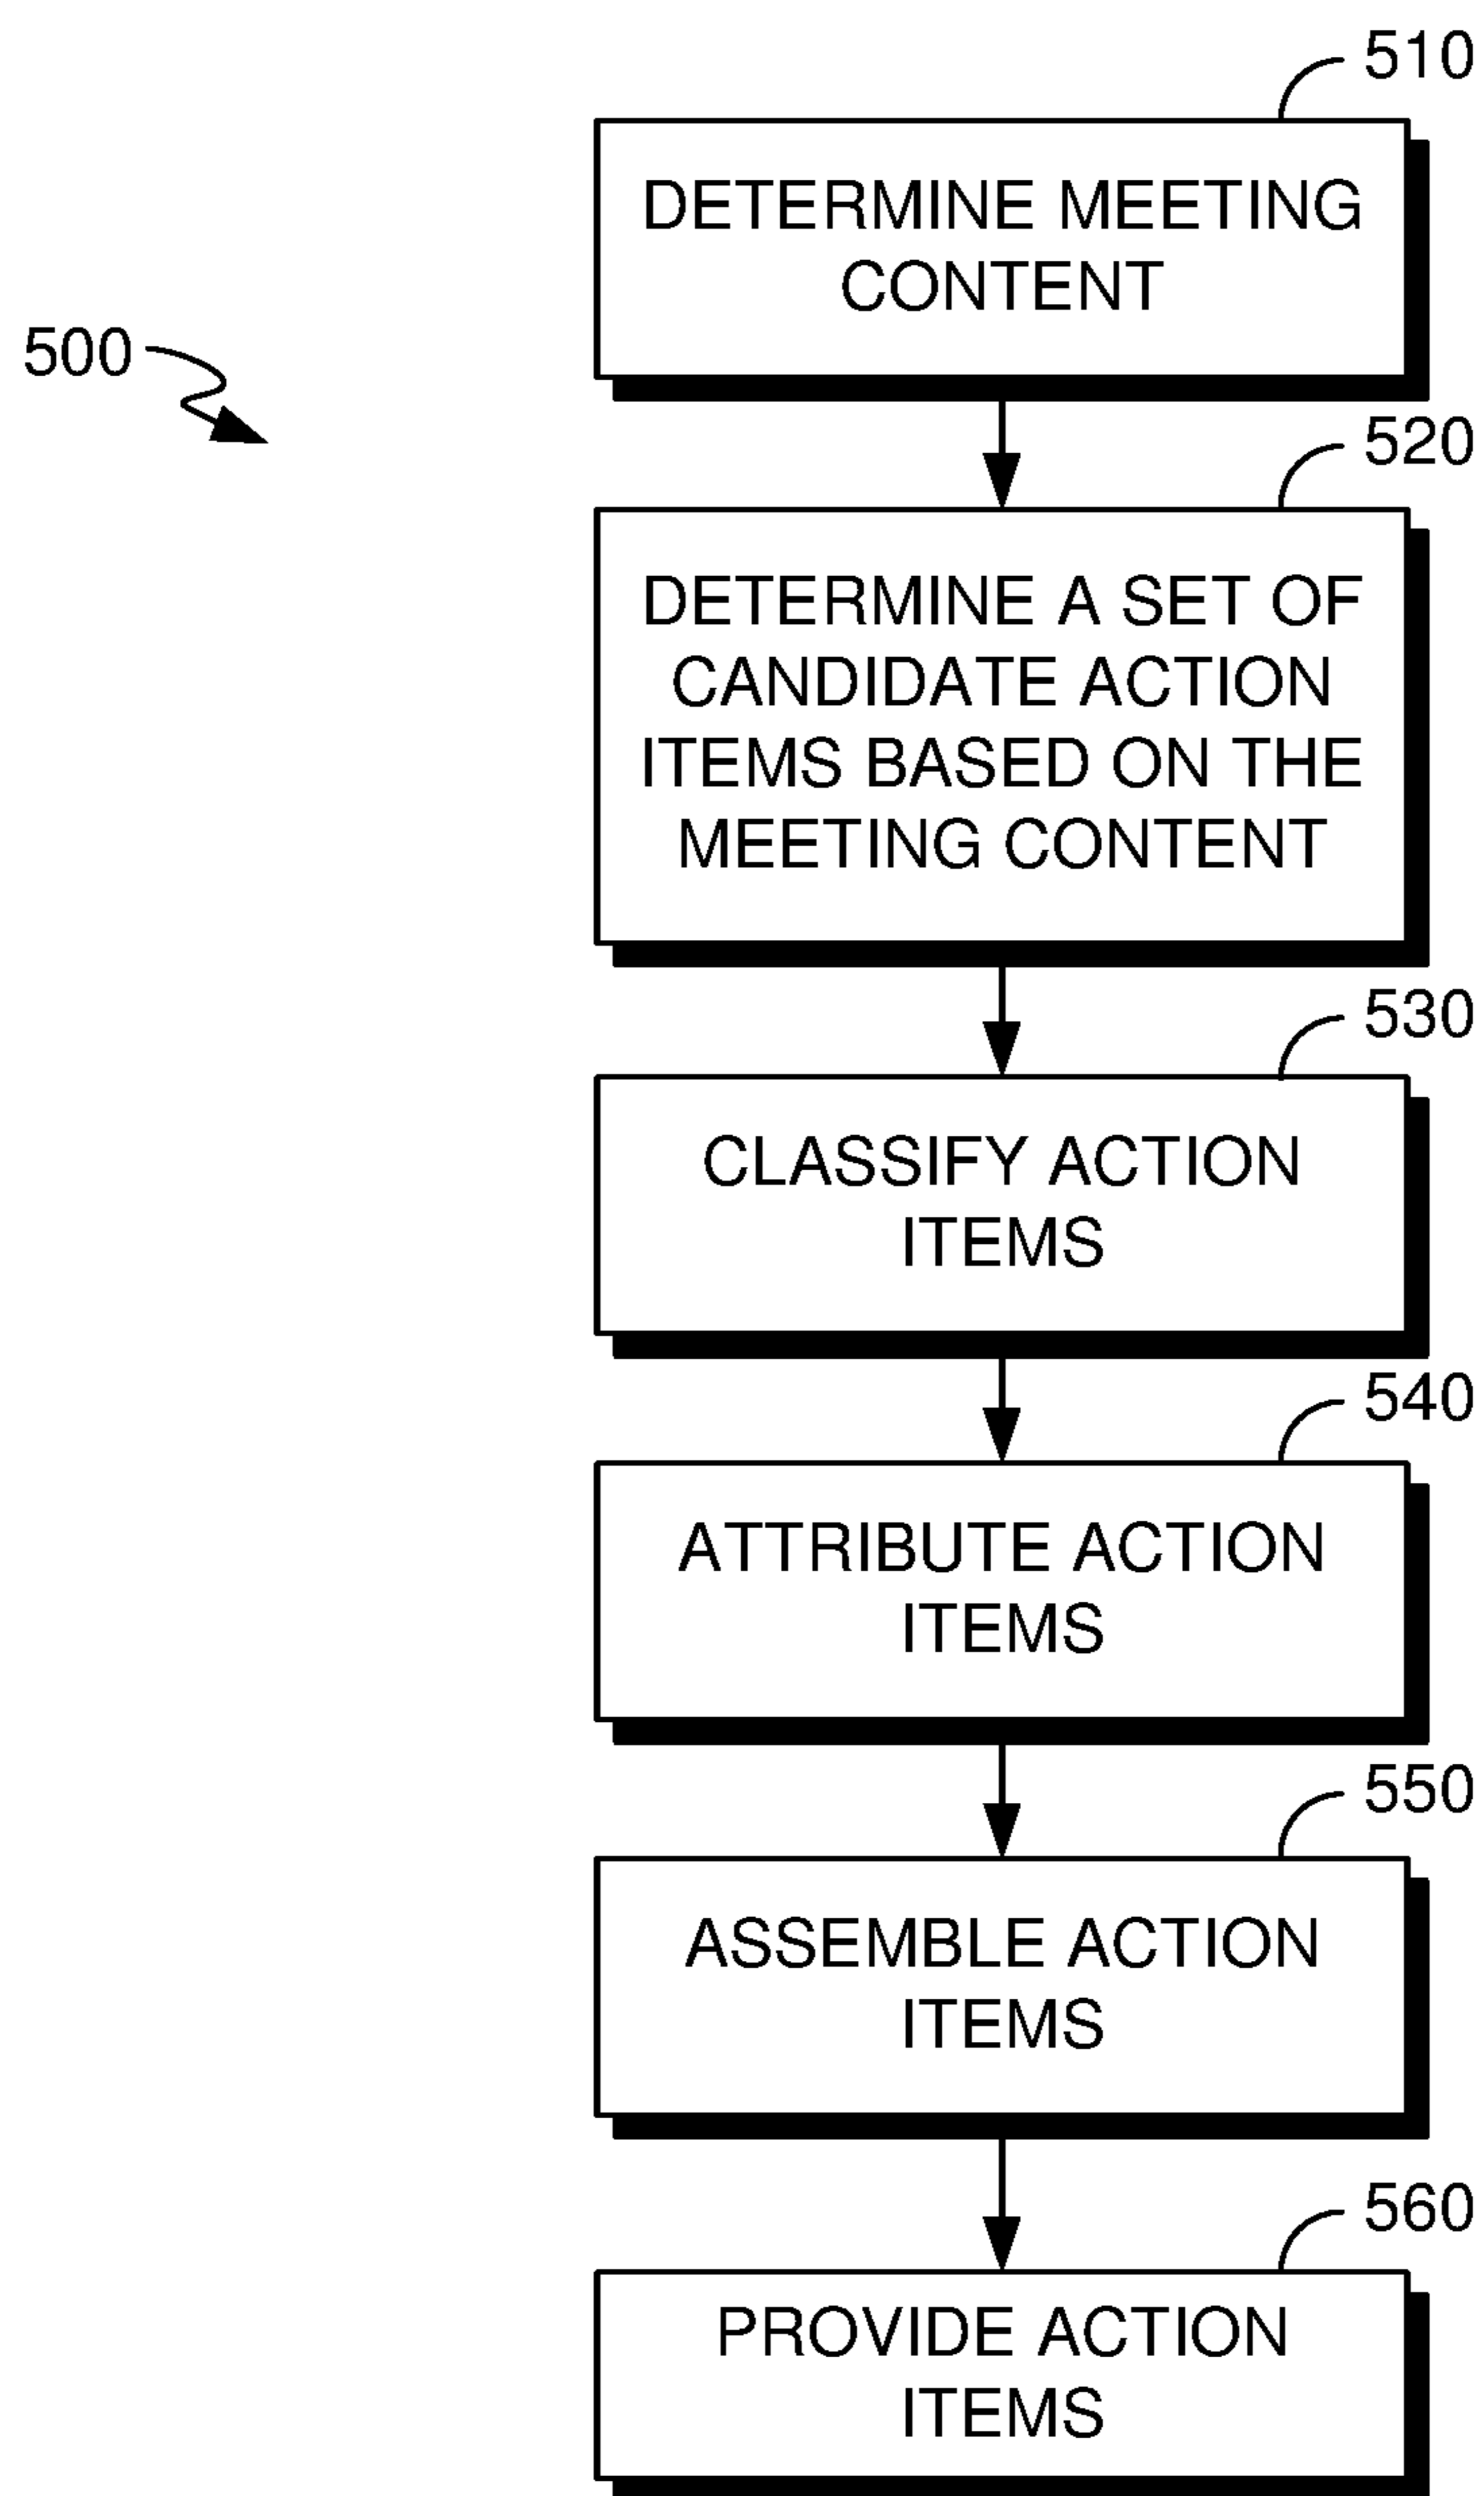 510
DETERMINE MEETING
CONTENT
500
520
DETERMINE A SET OF
CANDIDATE ACTION
ITEMS BASED ON THE
MEETING CONTENT
530
CLASSIFY ACTION
ITEMS
540
ATTRIBUTE ACTION
ITEMS
550
ASSEMBLE ACTION
ITEMS
560
PROVIDE ACTION
ITEMS